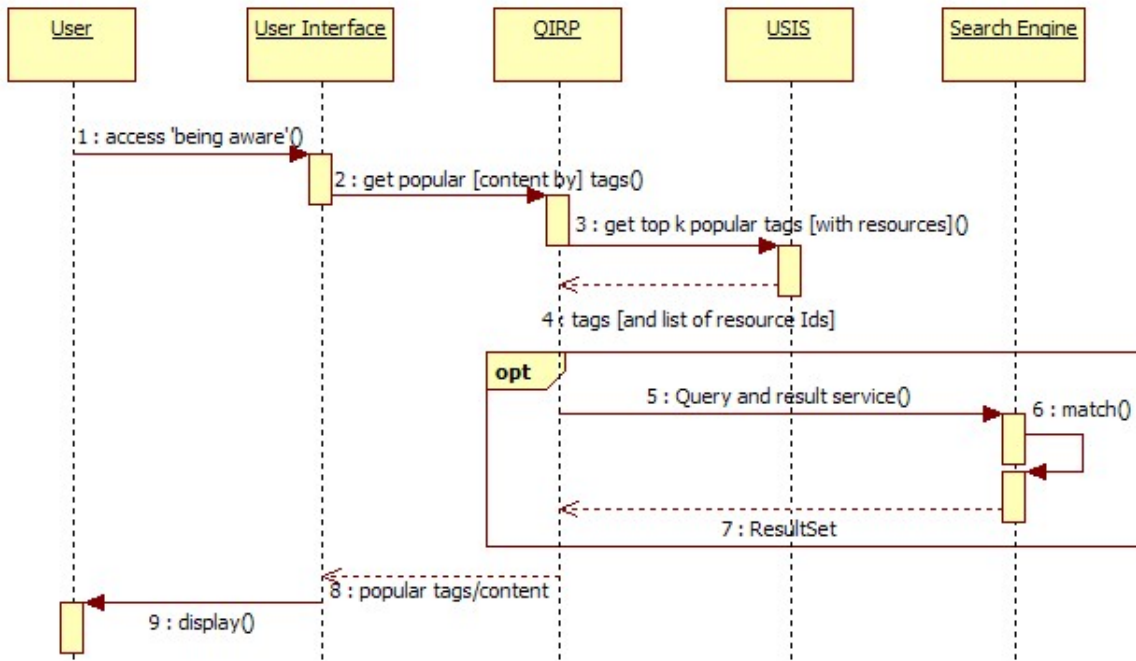 User
User Interface
QIRP
USIS
Search Engine
1 : access 'being aware'()
2 : get popular [content by] tags()
3 : get top k popular tags [with resources]()
4 : tags [and list of resource Ids]
opt
5 : Query and result service()
6 : match()
7 : ResultSet
8 : popular tags/content
9 : display()